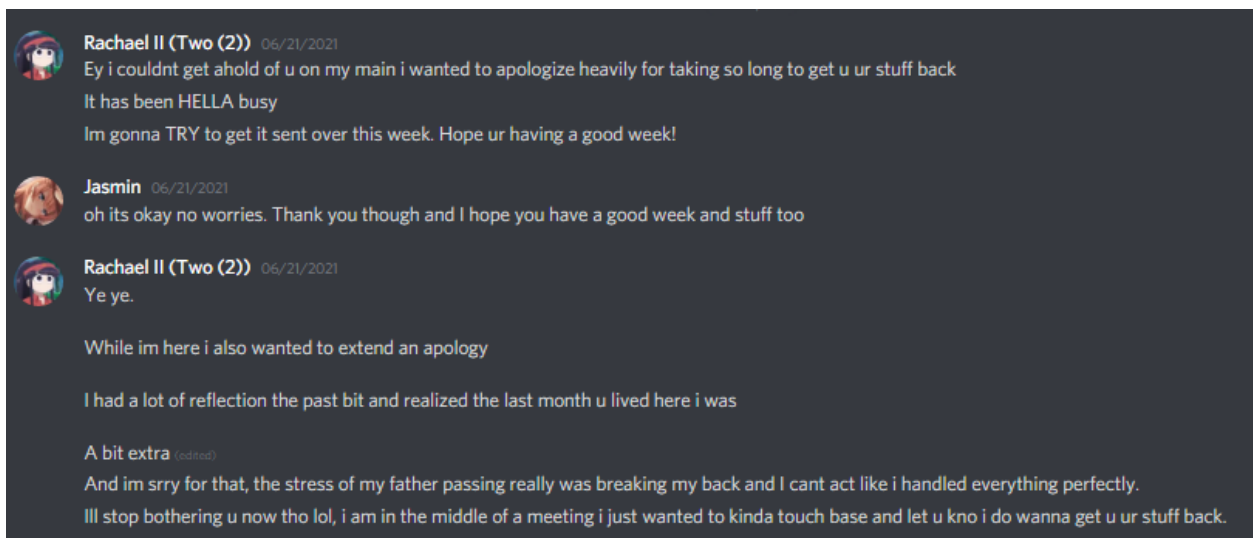 Rachael II (Two (2)) 06/21/2021
Ey i couldnt get ahold of u on my main i wanted to apologize heavily for taking so long to get u ur stuff back
It has been HELLA busy
Im gonna TRY to get it sent over this week. Hope ur having a good week!
Jasmin 06/21/2021
oh its okay no worries. Thank you though and I hope you have a good week and stuff too
Rachael II (Two (2)) 06/21/2021
Ye ye.
While im here i also wanted to extend an apology
I had a lot of reflection the past bit and realized the last month u lived here i was
A bit extra (edited)
And im srry for that, the stress of my father passing really was breaking my back and I cant act like i handled everything perfectly.
Ill stop bothering u now tho lol, i am in the middle of a meeting i just wanted to kinda touch base and let u kno i do wanna get u ur stuff back.